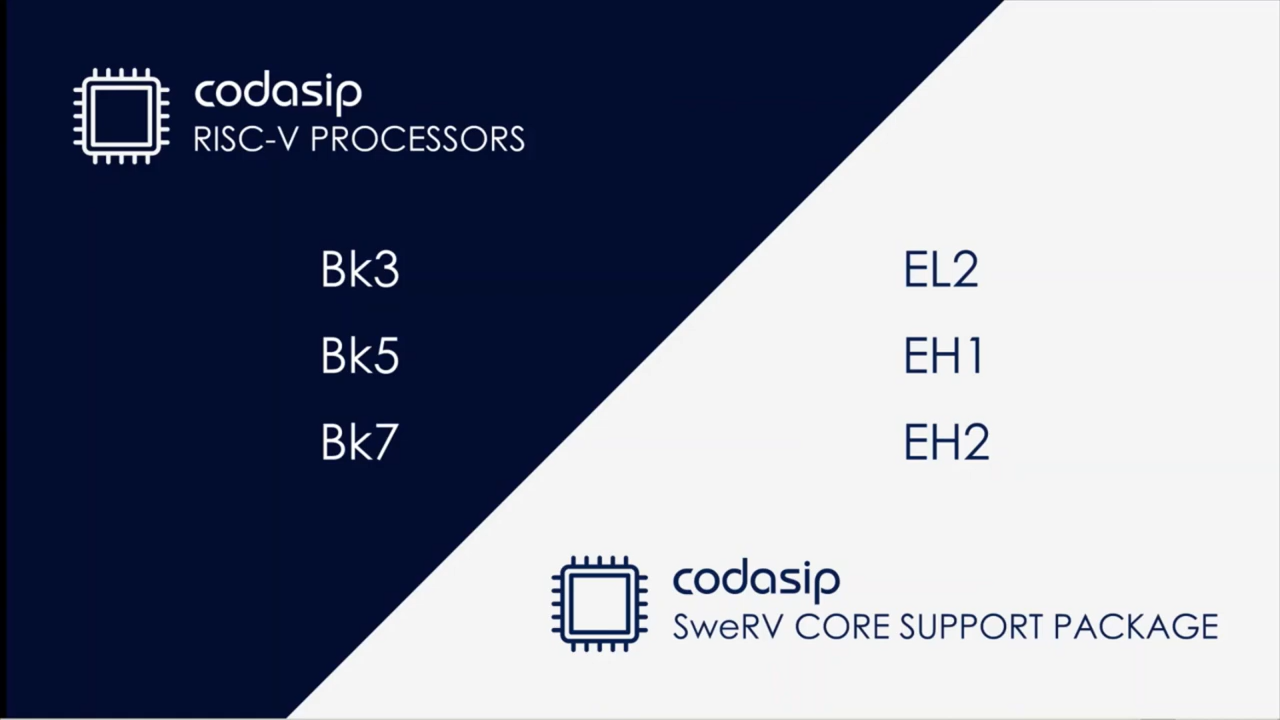 codasip
RISC-V PROCESSORS
Bk3
Bk5
Bk7
EL2
EH1
EH2
codasip
SweRV CORE SUPPORT PACKAGE